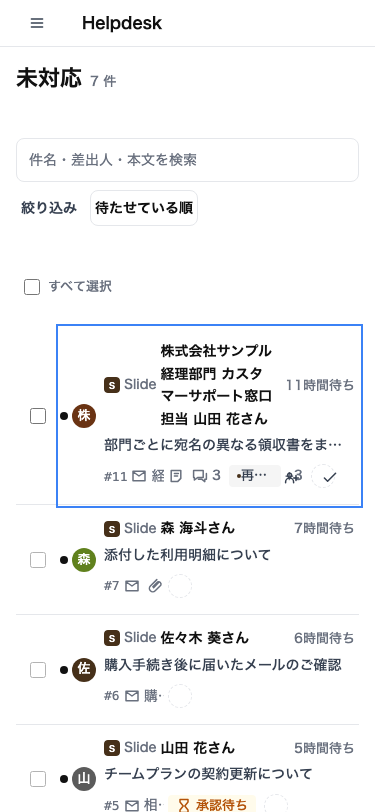 Helpdesk
未対応 7 件
件名・差出人・本文を検索
絞り込み 待たせている順
すべて選択
株式会社サンプル
経理部門 カスタ
S Slide マーサポート窓口 11時間待ち
担当 山田 花さん
株
部門ごとに宛名の異なる領収書をま…
#11 経 3 •再… 3
S Slide 森 海斗さん 7時間待ち
森 添付した利用明細について
#7
S Slide 佐々木 葵さん 6時間待ち
佐 購入手続き後に届いたメールのご確認
#6 購·
S Slide 山田 花さん 5時間待ち
山 チームプランの契約更新について
#5 相· 承認待ち